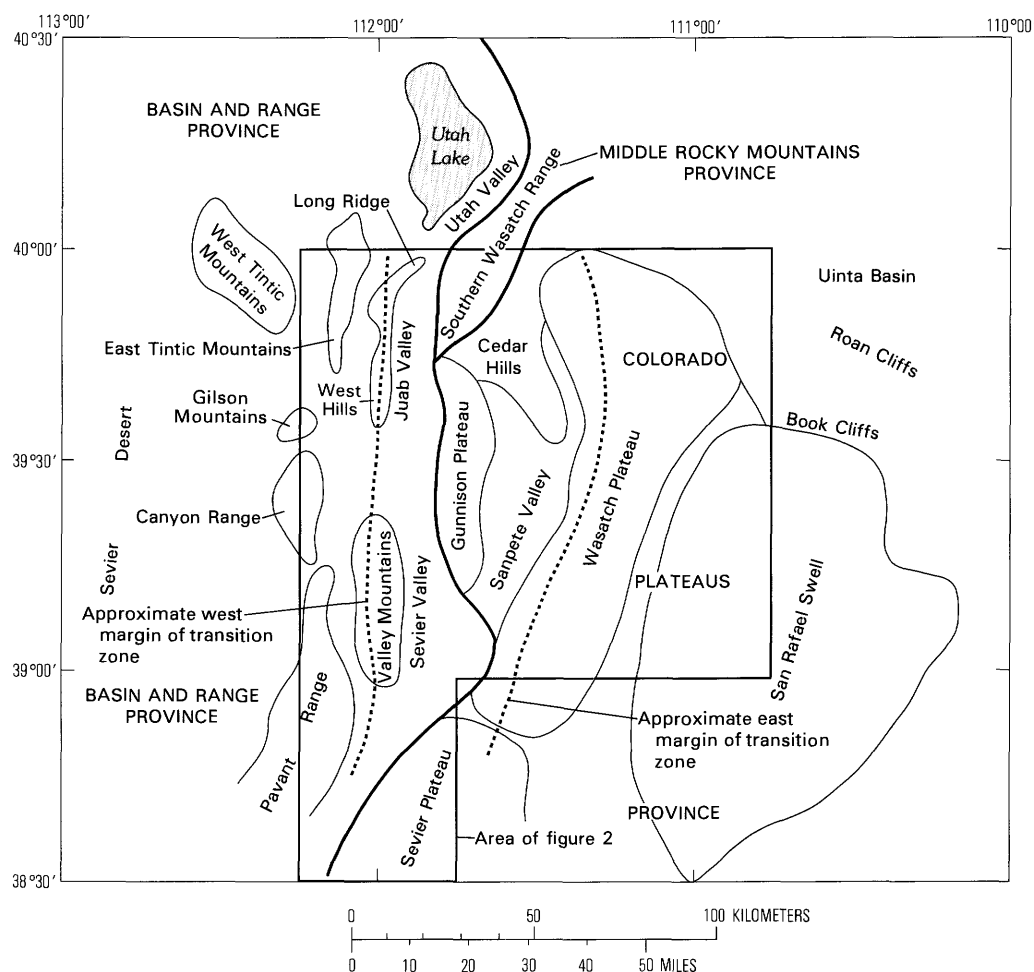 113°00'
112°00'
111°00'
110°00'
40°30'
BASIN AND RANGE
PROVINCE
Utah
Lake
Utah Valley
MIDDLE ROCKY MOUNTAINS
PROVINCE
Southern Wasatch Range
Long Ridge
40°00'
West Tintic
Mountains
Uinta Basin
Roan Cliffs
East Tintic Mountains
Juab Valley
Cedar
Hills
COLORADO
West
Hills
Gilson
Mountains
Book Cliffs
Desert
39°30'
Gunnison Plateau
Wasatch Plateau
Canyon Range
Sanpete Valley
Sevier
PLATEAUS
Approximate west
margin of transition
zone
Valley Mountains
Sevier Valley
San Rafael Swell
39°00'
BASIN AND RANGE
PROVINCE
Range
Pavant
Approximate east
margin of transition
zone
Sevier Plateau
PROVINCE
Area of figure 2
38°30'
0 50 100 KILOMETERS
0 10 20 30 40 50 MILES